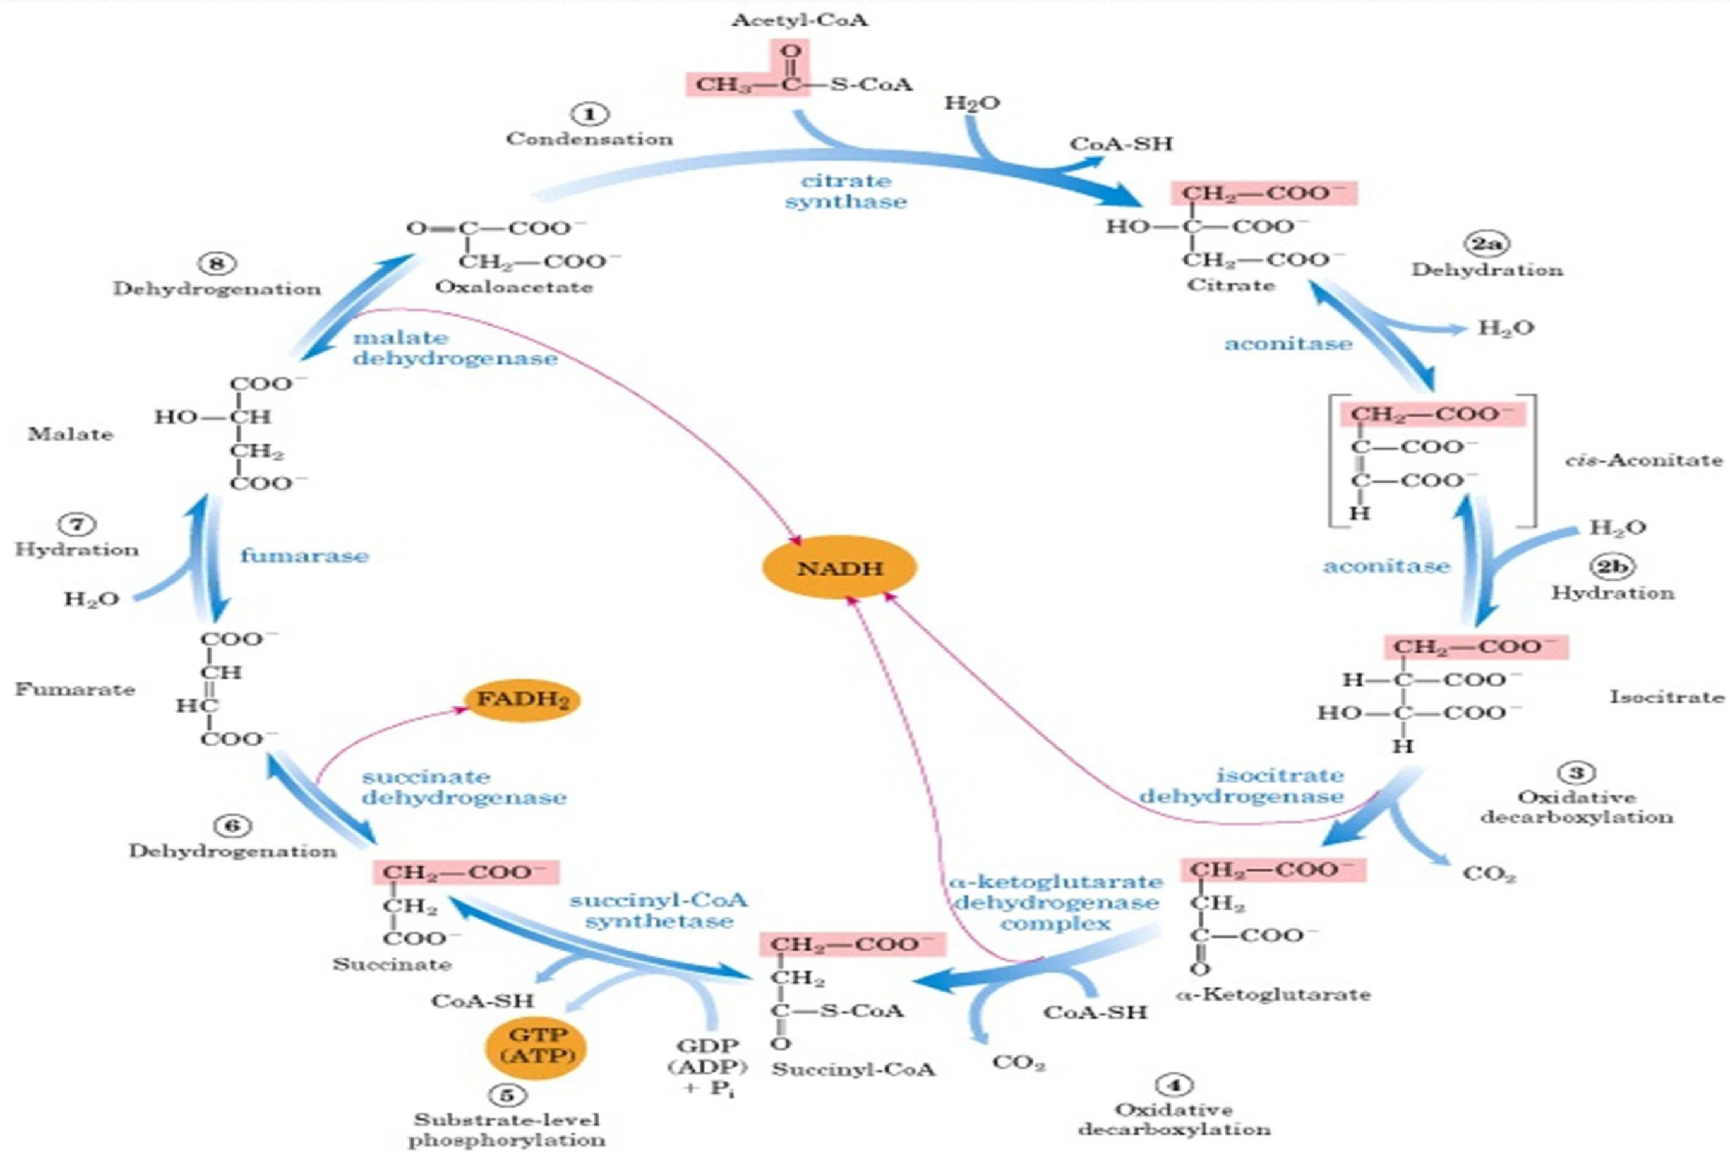 Acetyl-CoA
O
CH₃—C—S-CoA
H₂O
CoA-SH
1
Condensation
citrate
synthase
CH₂—COO⁻
HO—C—COO⁻
CH₂—COO⁻
Citrate
2a
Dehydration
H₂O
aconitase
CH₂—COO⁻
C—COO⁻
C—COO⁻
H
cis-Aconitate
H₂O
aconitase
2b
Hydration
CH₂—COO⁻
H—C—COO⁻
HO—C—COO⁻
H
Isocitrate
isocitrate
dehydrogenase
3
Oxidative
decarboxylation
CO₂
CH₂—COO⁻
CH₂
C—COO⁻
O
α-Ketoglutarate
α-ketoglutarate
dehydrogenase
complex
CoA-SH
CO₂
4
Oxidative
decarboxylation
CH₂—COO⁻
CH₂
C—S-CoA
O
Succinyl-CoA
succinyl-CoA
synthetase
GDP
(ADP)
+ Pᵢ
CoA-SH
GTP
(ATP)
5
Substrate-level
phosphorylation
CH₂—COO⁻
CH₂
COO⁻
Succinate
succinate
dehydrogenase
6
Dehydrogenation
FADH₂
COO⁻
CH
HC
COO⁻
Fumarate
fumarase
7
Hydration
H₂O
COO⁻
HO—CH
CH₂
COO⁻
Malate
malate
dehydrogenase
8
Dehydrogenation
O=C—COO⁻
CH₂—COO⁻
Oxaloacetate
NADH